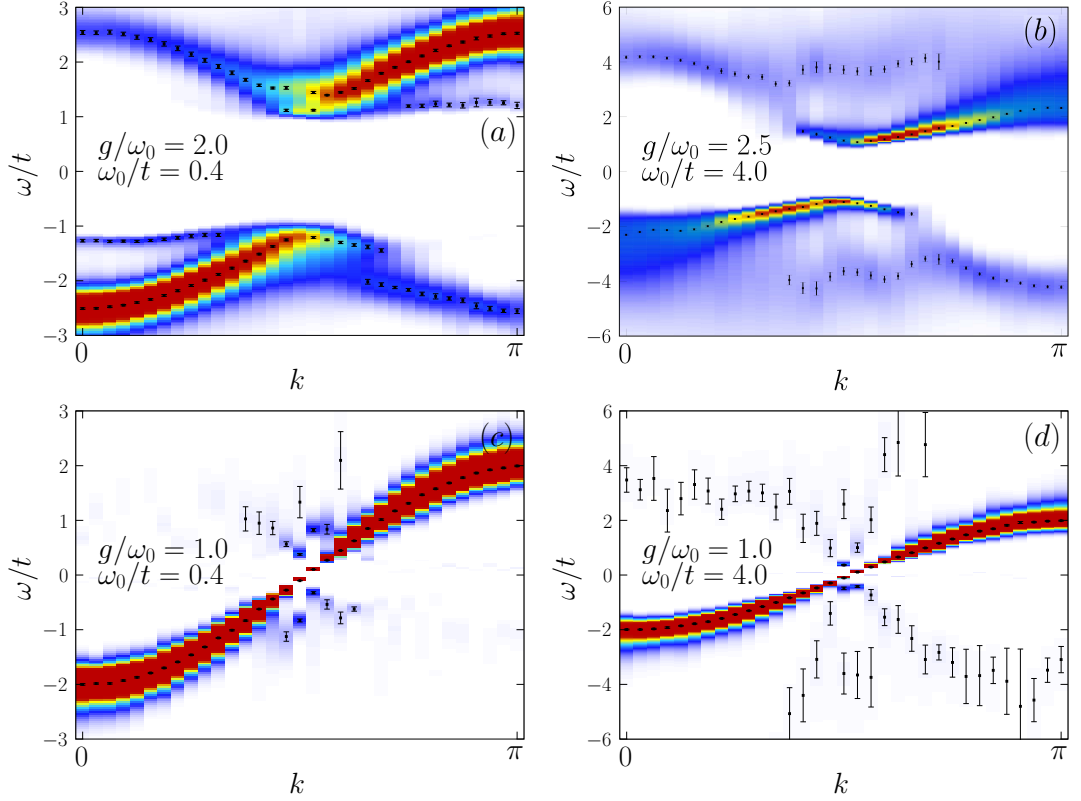 3
2
1
0
−1
−2
−3
ω/t
g/ω₀ = 2.0
ω₀/t = 0.4
(a)
0
π
k
6
4
2
0
−2
−4
−6
ω/t
g/ω₀ = 2.5
ω₀/t = 4.0
(b)
0
π
k
3
2
1
0
−1
−2
−3
ω/t
g/ω₀ = 1.0
ω₀/t = 0.4
(c)
0
π
k
6
4
2
0
−2
−4
−6
ω/t
g/ω₀ = 1.0
ω₀/t = 4.0
(d)
0
π
k